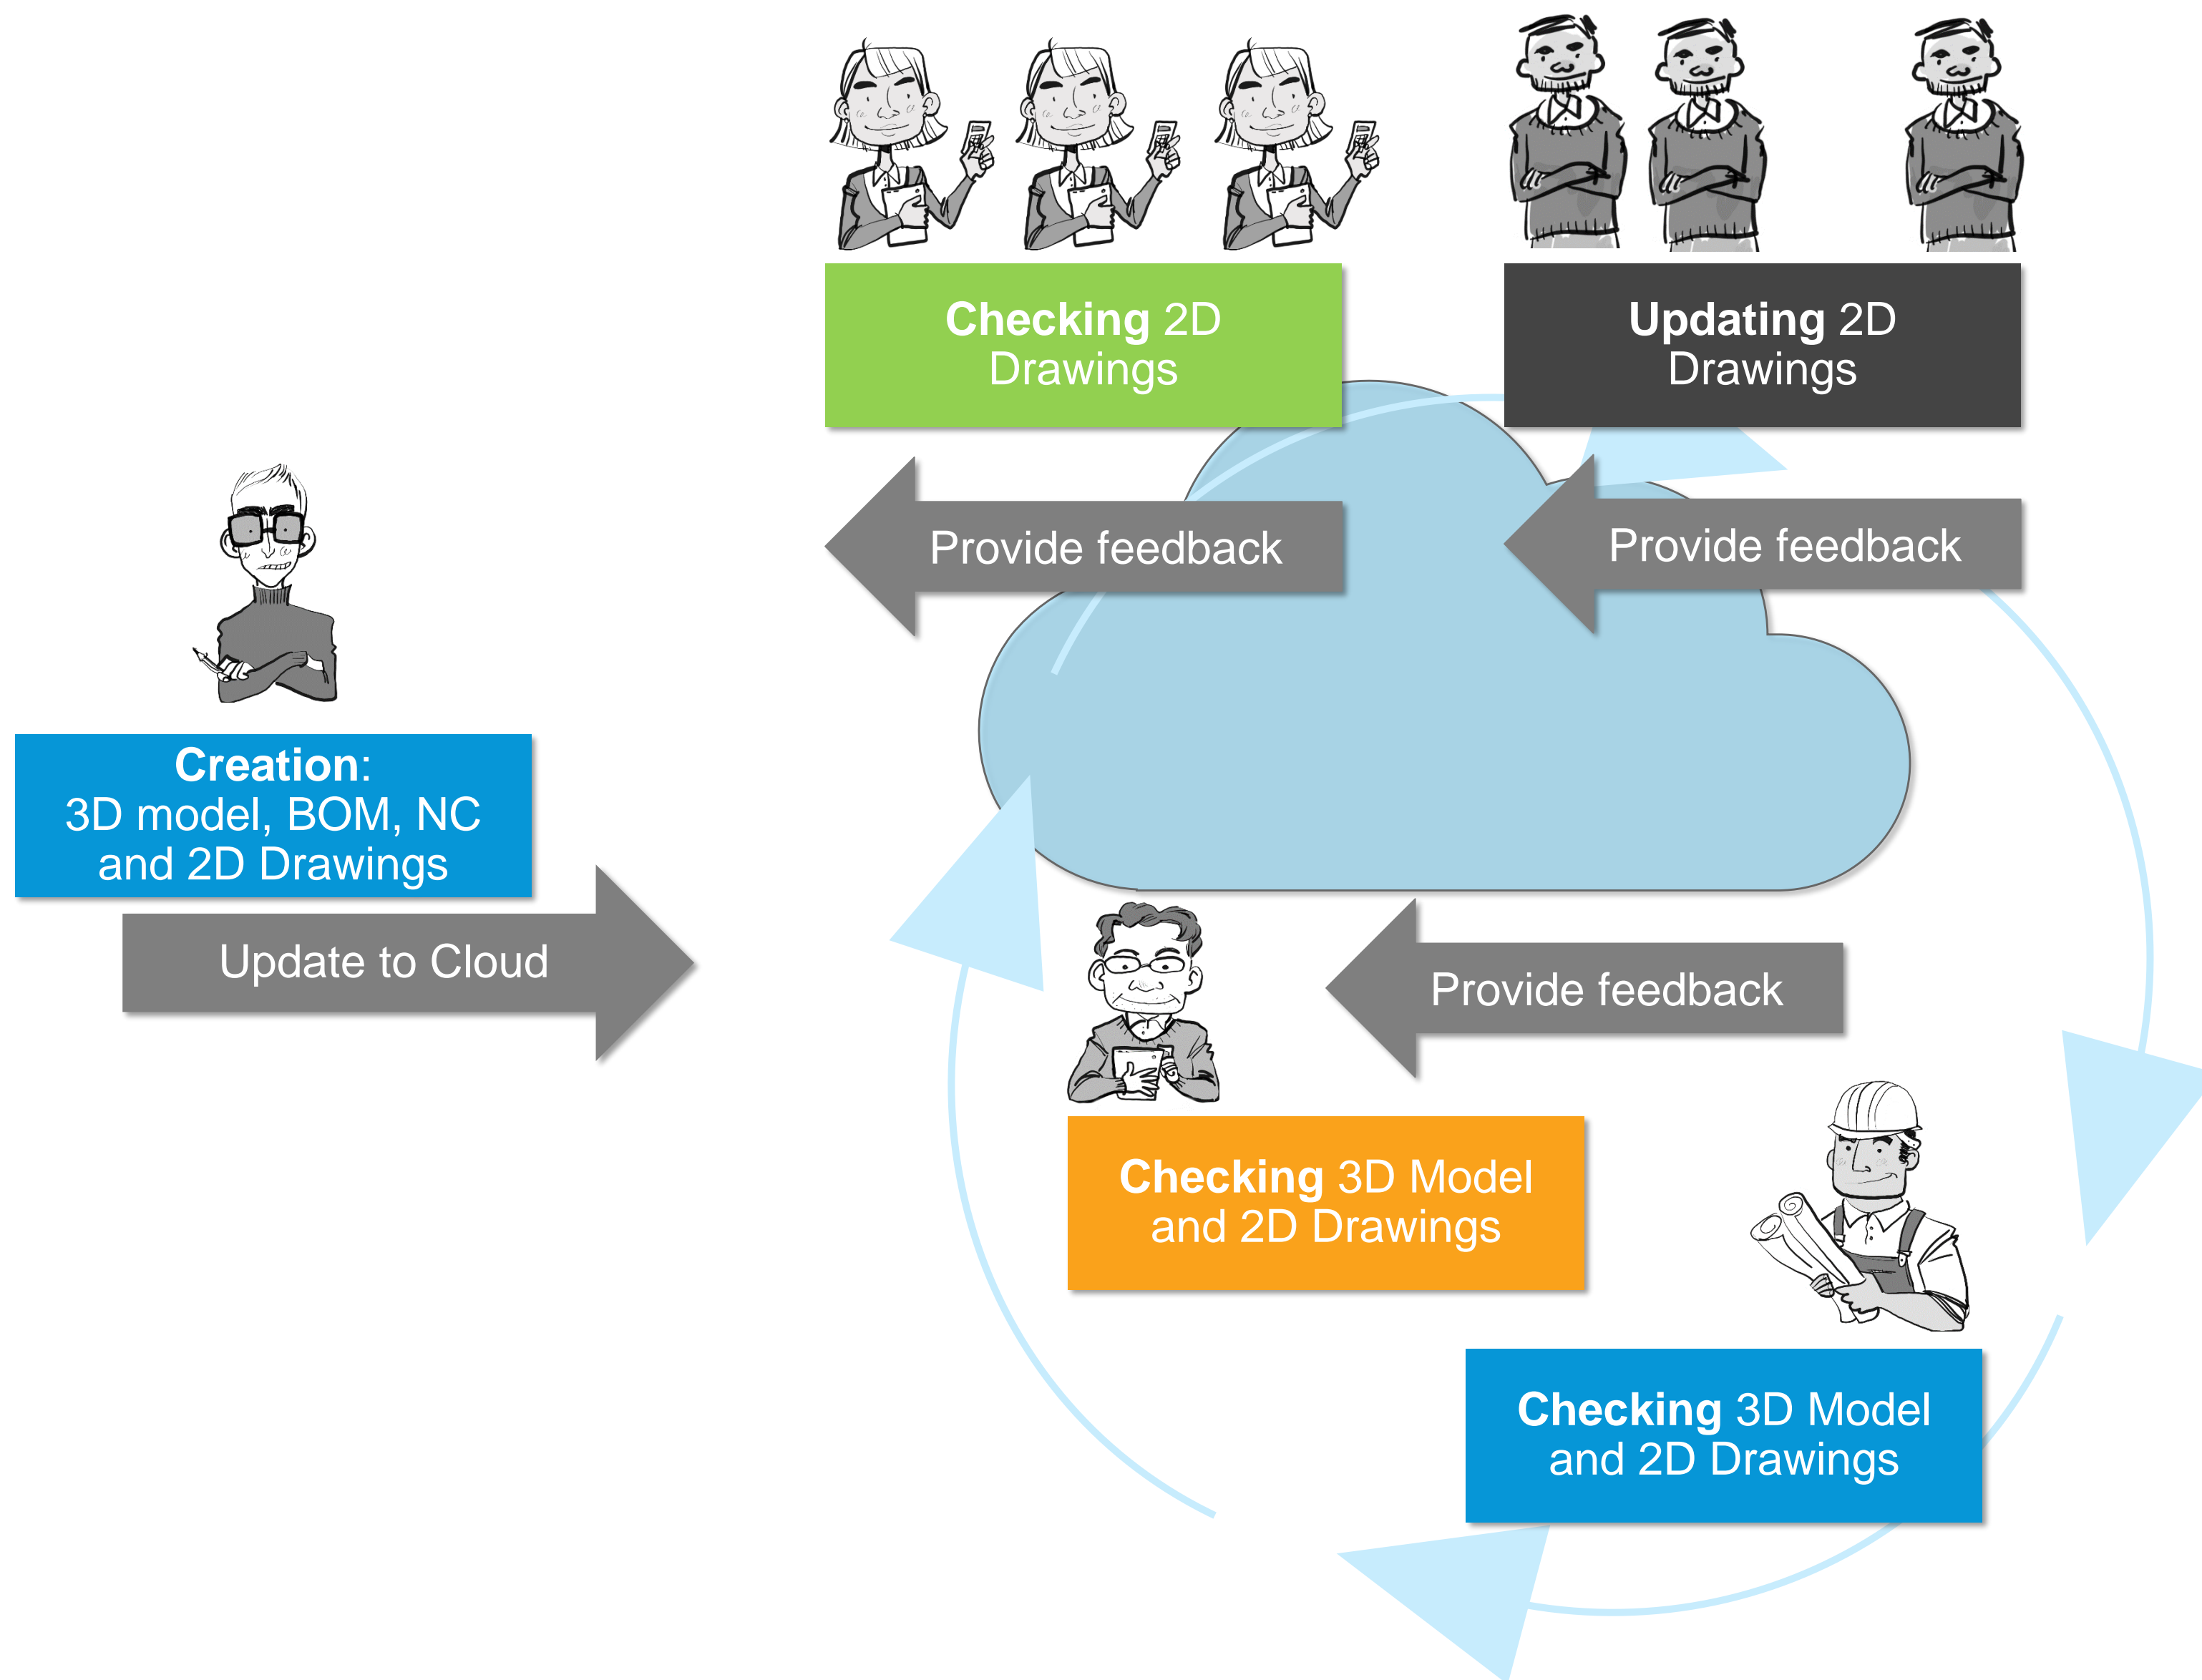 Checking 2D
Drawings
Updating 2D
Drawings
Provide feedback
Provide feedback
Creation:
3D model, BOM, NC
and 2D Drawings
Update to Cloud
Provide feedback
Checking 3D Model
and 2D Drawings
Checking 3D Model
and 2D Drawings